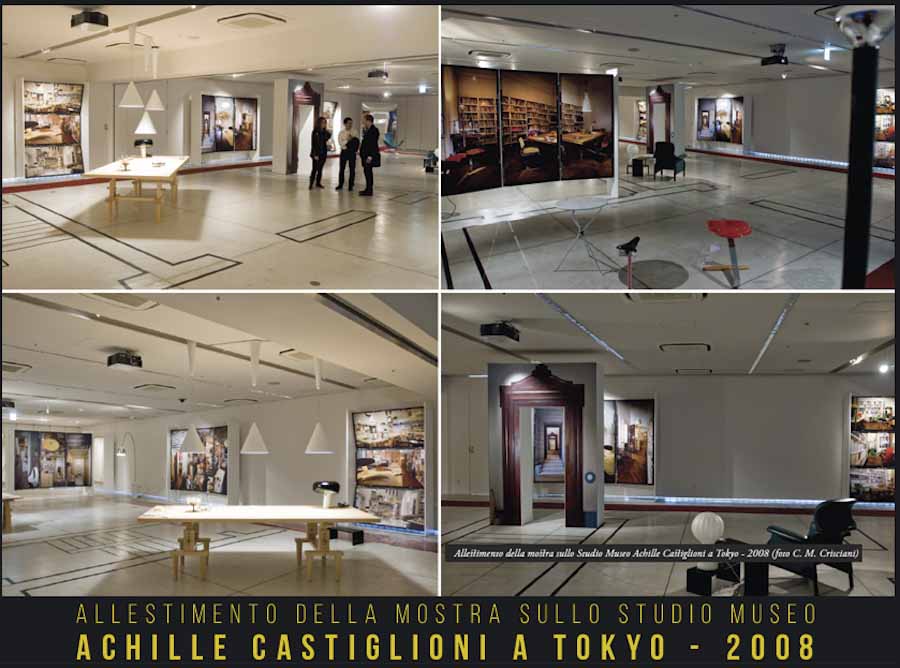 Allestimento della mostra sullo Studio Museo Achille Castiglioni a Tokyo - 2008 (foto C. M. Crisciani)
ALLESTIMENTO DELLA MOSTRA SULLO STUDIO MUSEO
ACHILLE CASTIGLIONI A TOKYO - 2008